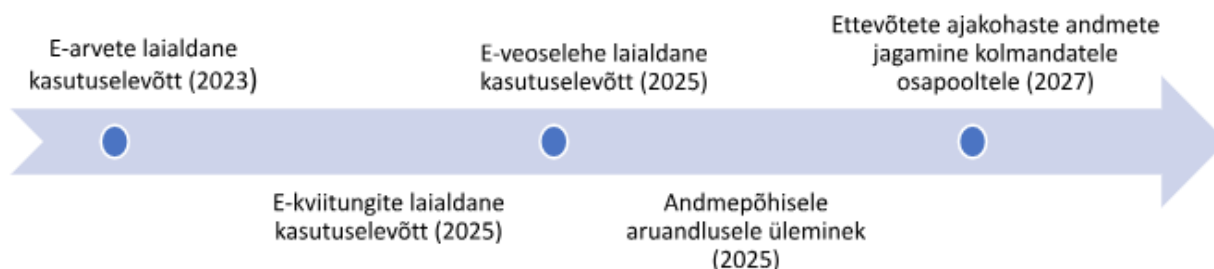 E-arvete laialdane
kasutuselevõtt (2023)
E-kviitungite laialdane
kasutuselevõtt (2025)
E-veoselehe laialdane
kasutuselevõtt (2025)
Andmepõhisele
aruandlusele üleminek
(2025)
Ettevõtete ajakohaste andmete
jagamine kolmandatele
osapooltele (2027)